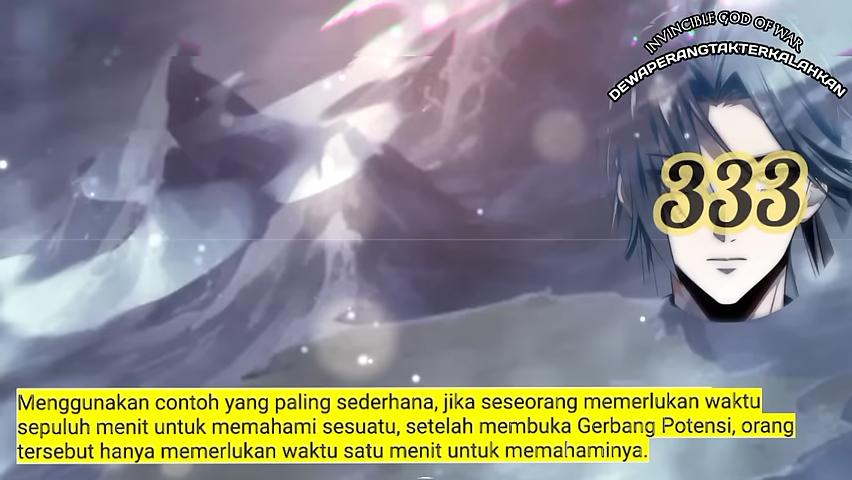 INVINCIBLE GOD OF WAR
DEWAPERANGTAKTERKALAHKAN
333
Menggunakan contoh yang paling sederhana, jika seseorang memerlukan waktu
sepuluh menit untuk memahami sesuatu, setelah membuka Gerbang Potensi, orang
tersebut hanya memerlukan waktu satu menit untuk memahaminya.